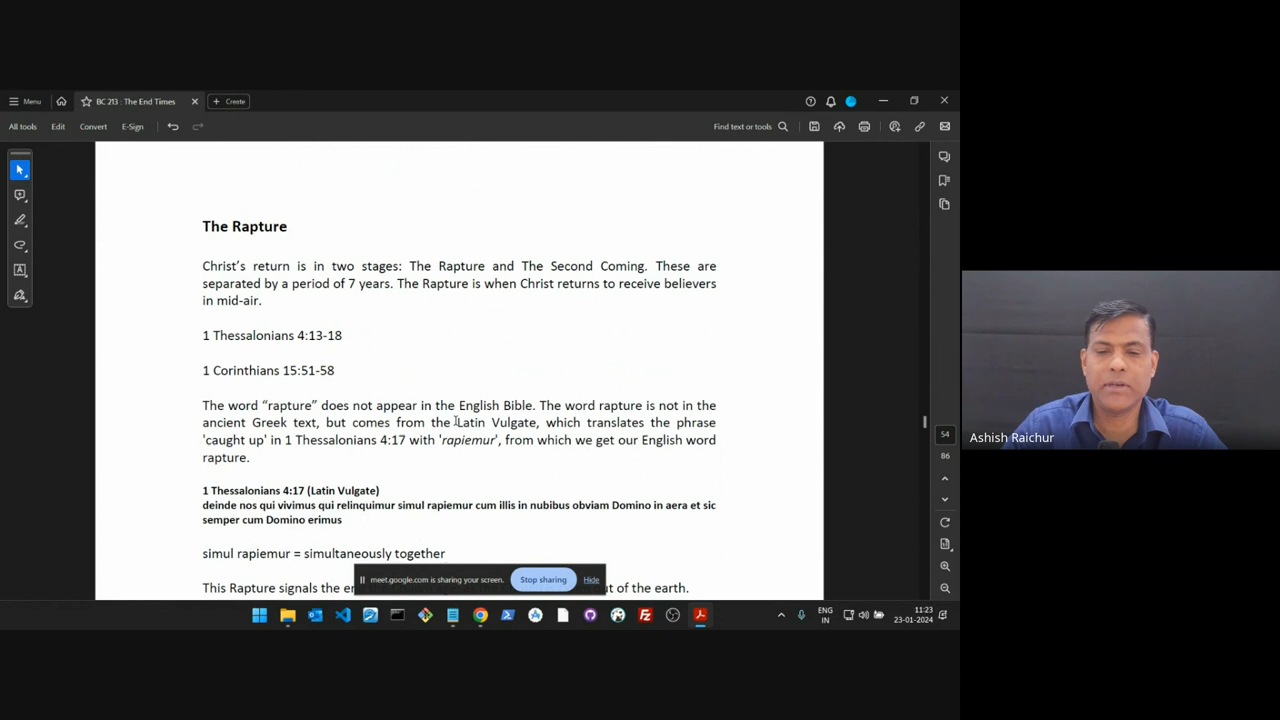 Menu
BC 213 : The End Times
Create
All tools
Edit
Convert
E-Sign
Find text or tools
The Rapture
Christ's return is in two stages: The Rapture and The Second Coming. These are
separated by a period of 7 years. The Rapture is when Christ returns to receive believers
in mid-air.
1 Thessalonians 4:13-18
1 Corinthians 15:51-58
The word “rapture” does not appear in the English Bible. The word rapture is not in the
ancient Greek text, but comes from the Latin Vulgate, which translates the phrase
'caught up' in 1 Thessalonians 4:17 with 'rapiemur', from which we get our English word
rapture.
1 Thessalonians 4:17 (Latin Vulgate)
deinde nos qui vivimus qui relinquimur simul rapiemur cum illis in nubibus obviam Domino in aera et sic
semper cum Domino erimus
simul rapiemur = simultaneously together
This Rapture signals the
of the earth.
meet.google.com is sharing your screen.
Stop sharing
Hide
54
86
Ashish Raichur
ENG
IN
11:23
23-01-2024